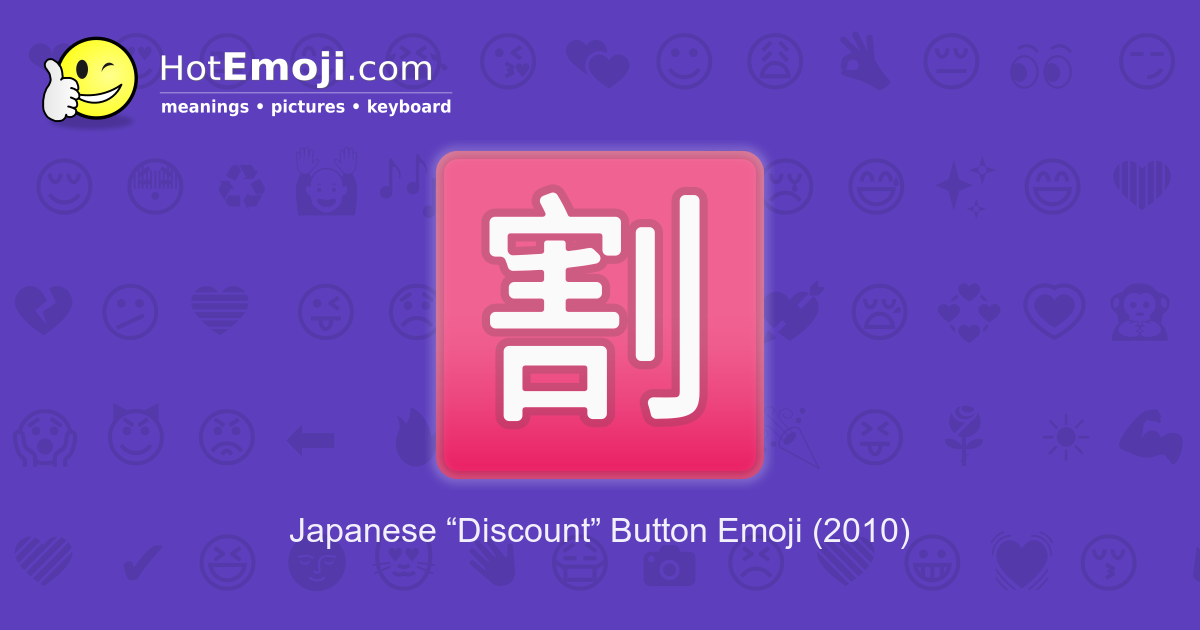 HotEmoji.com
meanings • pictures • keyboard
割
Japanese “Discount” Button Emoji (2010)